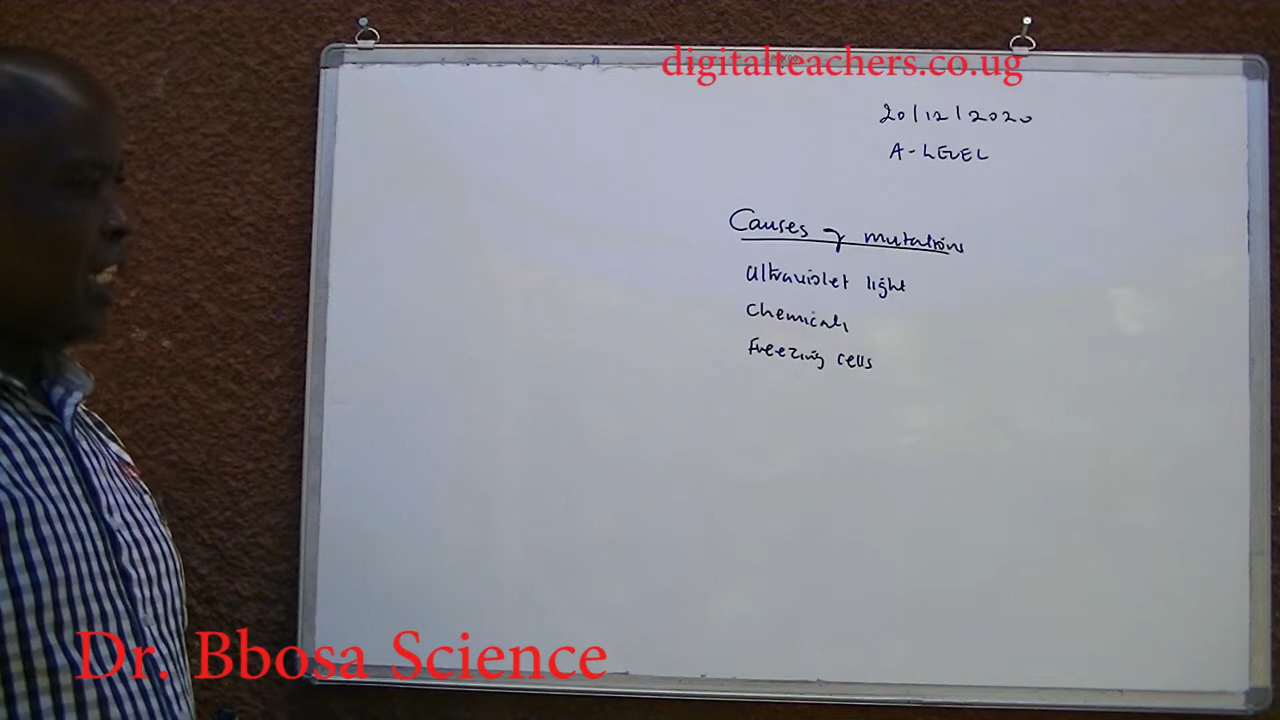 digitalteachers.co.ug
20/12/2020
A-LEVEL
Causes of mutations
Ultraviolet light
Chemicals
Freezing cells
Dr. Bbosa Science